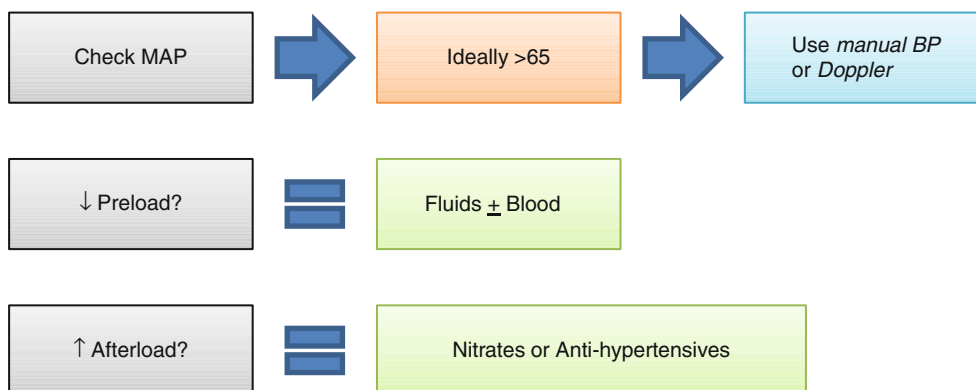 Check MAP
Ideally >65
Use manual BP
or Doppler
↓ Preload?
Fluids + Blood
↑ Afterload?
Nitrates or Anti-hypertensives